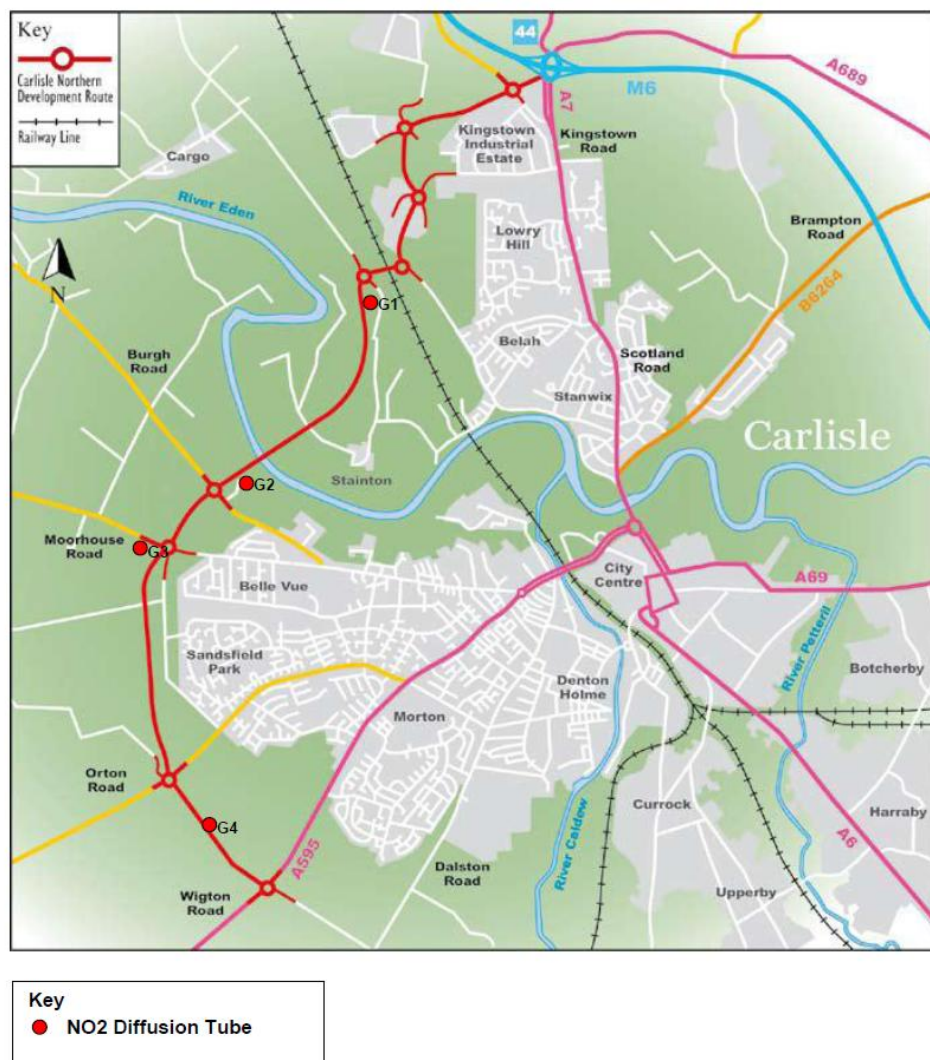 Key
Carlisle Northern
Development Route
Railway Line
44
A689
M6
A7
Kingstown
Road
Kingstown
Industrial
Estate
Cargo
River Eden
Lowry
Hill
Brampton
Road
B6264
N
G1
Burgh
Road
Belah
Scotland
Road
Stanwix
Carlisle
Stainton
G2
Moorhouse
Road
G3
Belle Vue
City
Centre
A69
Sandsfield
Park
River Petteril
Botcherby
Denton
Holme
Morton
Orton
Road
G4
Currock
Harraby
A595
River Caldew
A6
Dalston
Road
Wigton
Road
Upperby
Key
NO2 Diffusion Tube